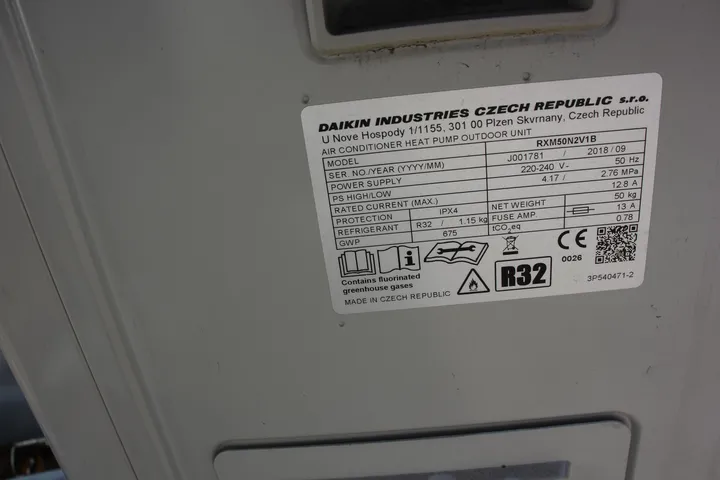 DAIKIN INDUSTRIES CZECH REPUBLIC s.r.o.
U Nove Hospody 1/1155, 301 00 Plzen Skvrnany, Czech Republic
AIR CONDITIONER HEAT PUMP OUTDOOR UNIT
MODEL RXM50N2V1B
SER. NO./YEAR (YYYY/MM) J001781 / 2018/09
POWER SUPPLY 220-240 V~ 50 Hz
PS HIGH/LOW 4.17 / 2.76 MPa
RATED CURRENT (MAX.) 12.8 A
PROTECTION IPX4 NET WEIGHT 50 kg
REFRIGERANT R32 / 1.15 kg FUSE AMP. 13 A
GWP 675 tCO2eq 0.78
Contains fluorinated
greenhouse gases
R32
CE
0026
MADE IN CZECH REPUBLIC
3P540471-2